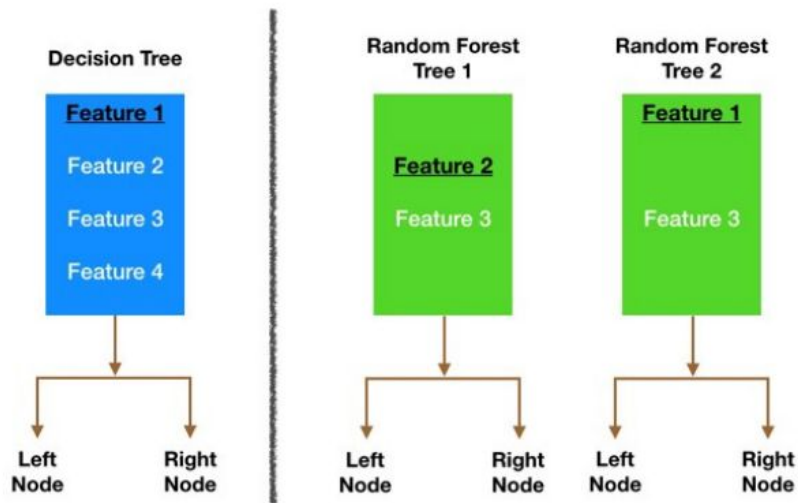 Decision Tree
Feature 1
Feature 2
Feature 3
Feature 4
Left
Node
Right
Node
Random Forest
Tree 1
Feature 2
Feature 3
Left
Node
Right
Node
Random Forest
Tree 2
Feature 1
Feature 3
Left
Node
Right
Node